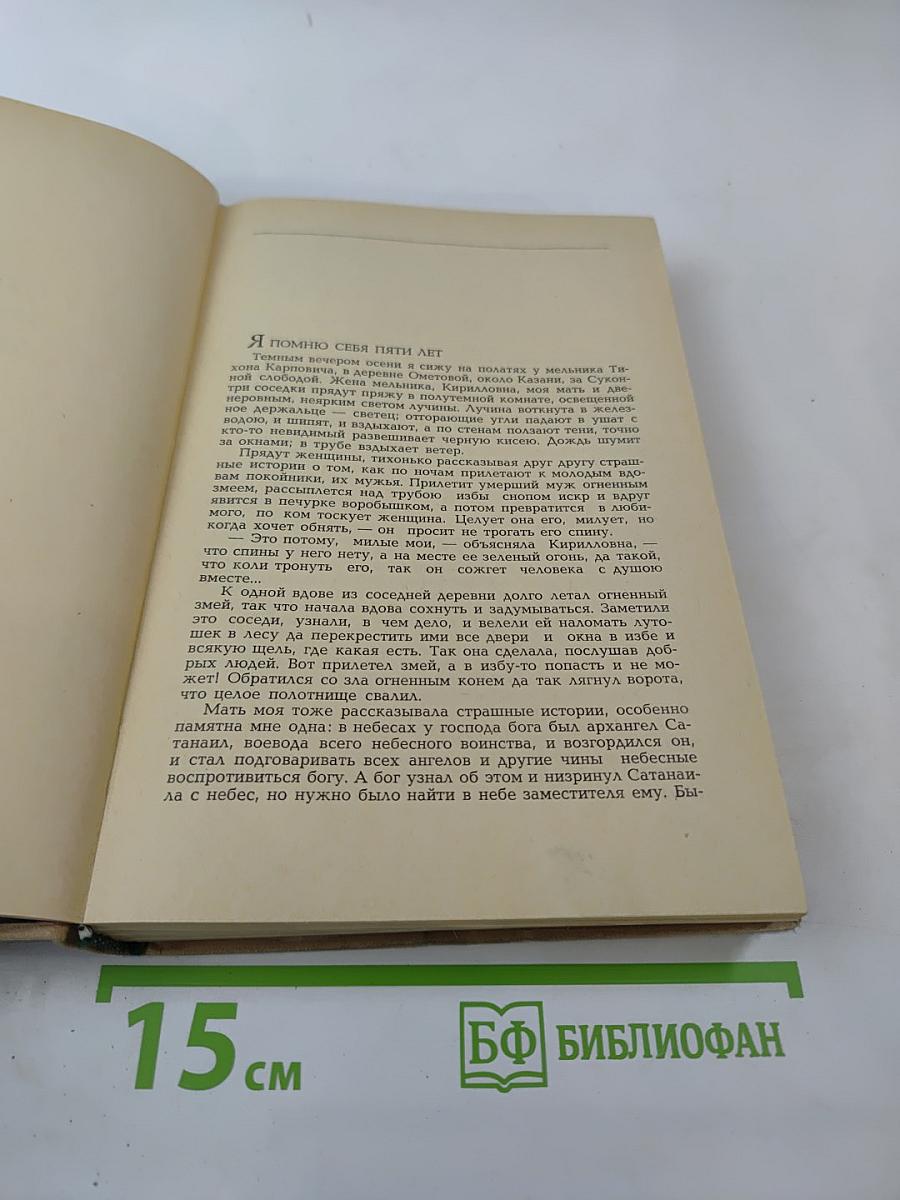 Я ПОМНЮ СЕБЯ ПЯТИ ЛЕТ
Темным вечером осени я сижу на полатях у мельника Ти-
хона Карповича, в деревне Ометовой, около Казани, за Сукон-
ной слободой. Жена мельника, Кирилловна, моя мать и две-
три соседки прядут пряжу в полутемной комнате, освещенной
неровным, неярким светом лучины. Лучина воткнута в желез-
ное держальце — светец; отгорающие угли падают в ушат с
водою, и шипят, и вздыхают, а по стенам ползают тени, точно
кто-то невидимый развешивает черную кисею. Дождь шумит
за окнами; в трубе вздыхает ветер.
Прядут женщины, тихонько рассказывая друг другу страш-
ные истории о том, как по ночам прилетают к молодым вдо-
вам покойники, их мужья. Прилетит умерший муж огненным
змеем, рассыплется над трубою избы снопом искр и вдруг
явится в печурке воробышком, а потом превратится в люби-
мого, по ком тоскует женщина. Целует она его, милует, но
когда хочет обнять, — он просит не трогать его спину.
— Это потому, милые мои, — объясняла Кирилловна, —
что спины у него нету, а на месте ее зеленый огонь, да такой,
что коли тронуть его, так он сожгет человека с душою
вместе...
К одной вдове из соседней деревни долго летал огненный
змей, так что начала вдова сохнуть и задумываться. Заметили
это соседи, узнали, в чем дело, и велели ей наломать луто-
шек в лесу да перекрестить ими все двери и окна в избе и
всякую щель, где какая есть. Так она сделала, послушав доб-
рых людей. Вот прилетел змей, а в избу-то попасть и не мо-
жет! Обратился со зла огненным конем да так лягнул ворота,
что целое полотнище свалил.
Мать моя тоже рассказывала страшные истории, особенно
памятна мне одна: в небесах у господа бога был архангел Са-
танаил, воевода всего небесного воинства, и возгордился он,
и стал подговаривать всех ангелов и другие чины небесные
воспротивиться богу. А бог узнал об этом и низринул Сатанаи-
ла с небес, но нужно было найти в небе заместителя ему. Бы-
15 см
БФ БИБЛИОФАН